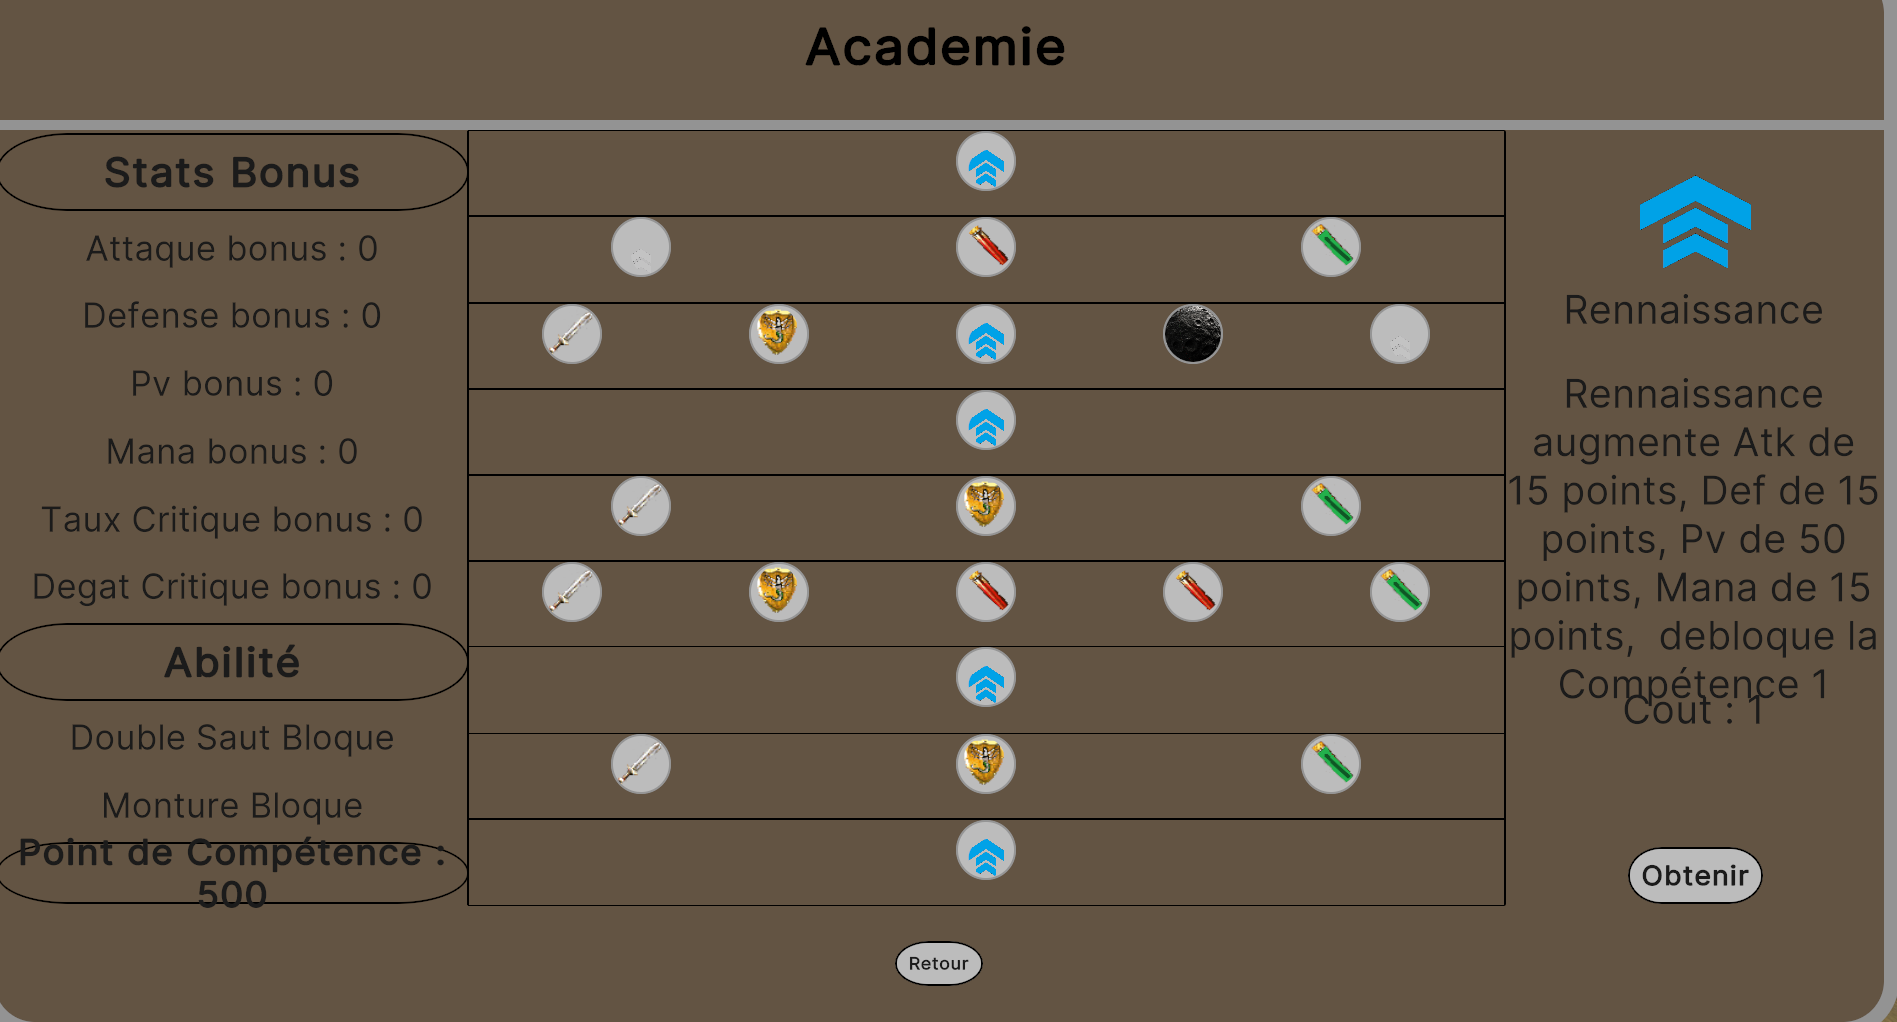 Academie
Stats Bonus
Attaque bonus : 0
Defense bonus : 0
Pv bonus : 0
Mana bonus : 0
Taux Critique bonus : 0
Degat Critique bonus : 0
Abilité
Double Saut Bloque
Monture Bloque
Point de Compétence :
500
Rennaissance
Rennaissance
augmente Atk de
15 points, Def de 15
points, Pv de 50
points, Mana de 15
points,  debloque la
Compétence 1
Cout : 1
Obtenir
Retour